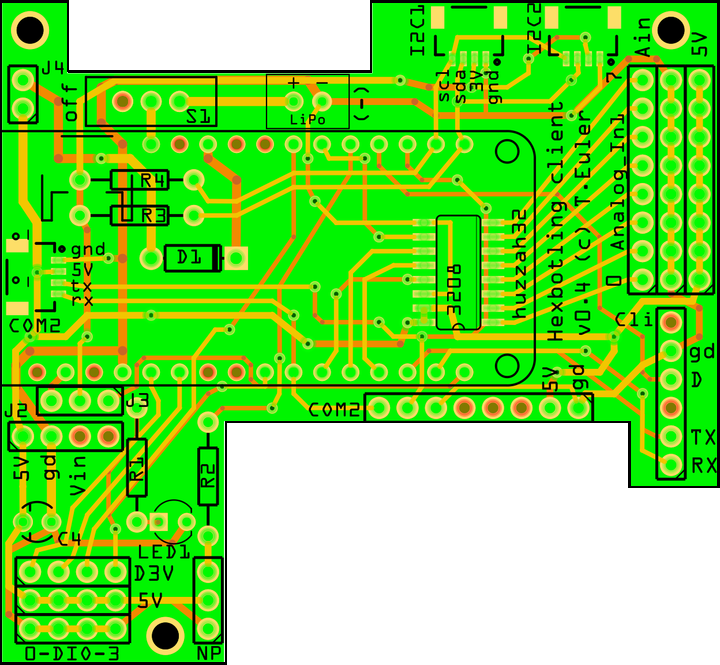 I2C1
I2C2
Ain
5V
J4
off
S1
+ -
LiPo
(-)
scl
sda
3V
gnd
7
Hexbotling client
v0.4 (c) T.Euler
Analog_In1
0
R4
R3
D1
3208
huzzah32
gnd
5V
tx
rx
COM2
Cli
gd
D
TX
RX
5V
gd
COM2
J2
J3
5V
gd
Vin
R1
R2
C4
LED1
D3V
5V
0-DIO-3
NP